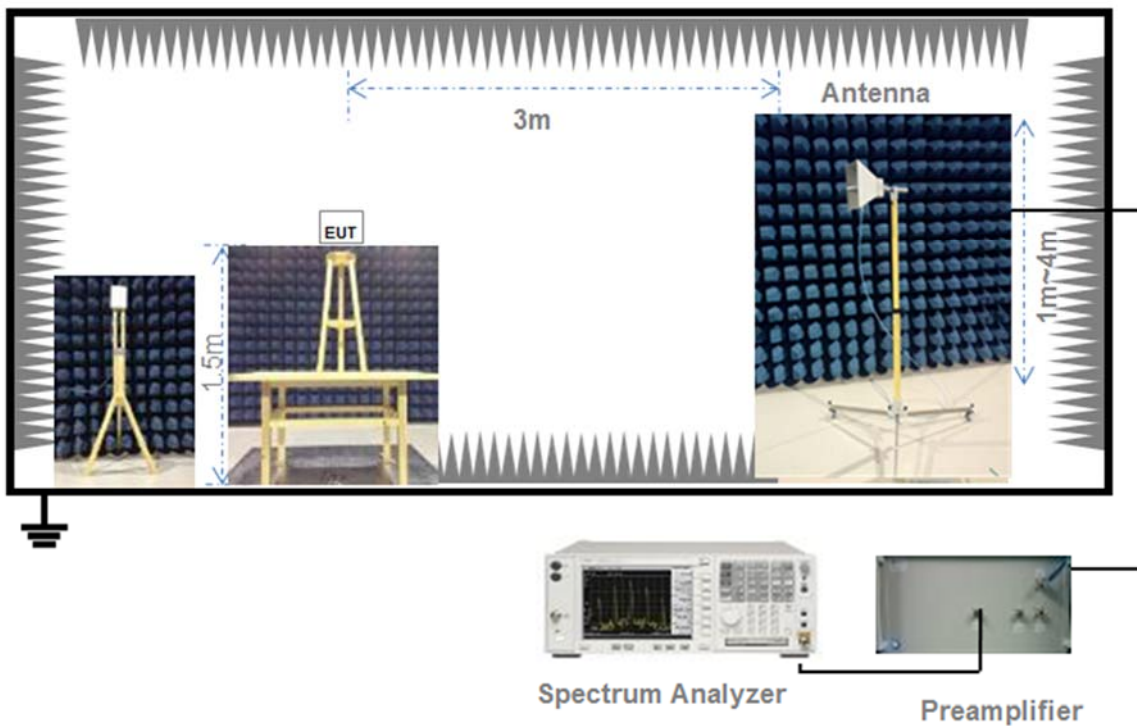 Antenna
3m
EUT
1.5m
1m~4m
Spectrum Analyzer
Preamplifier